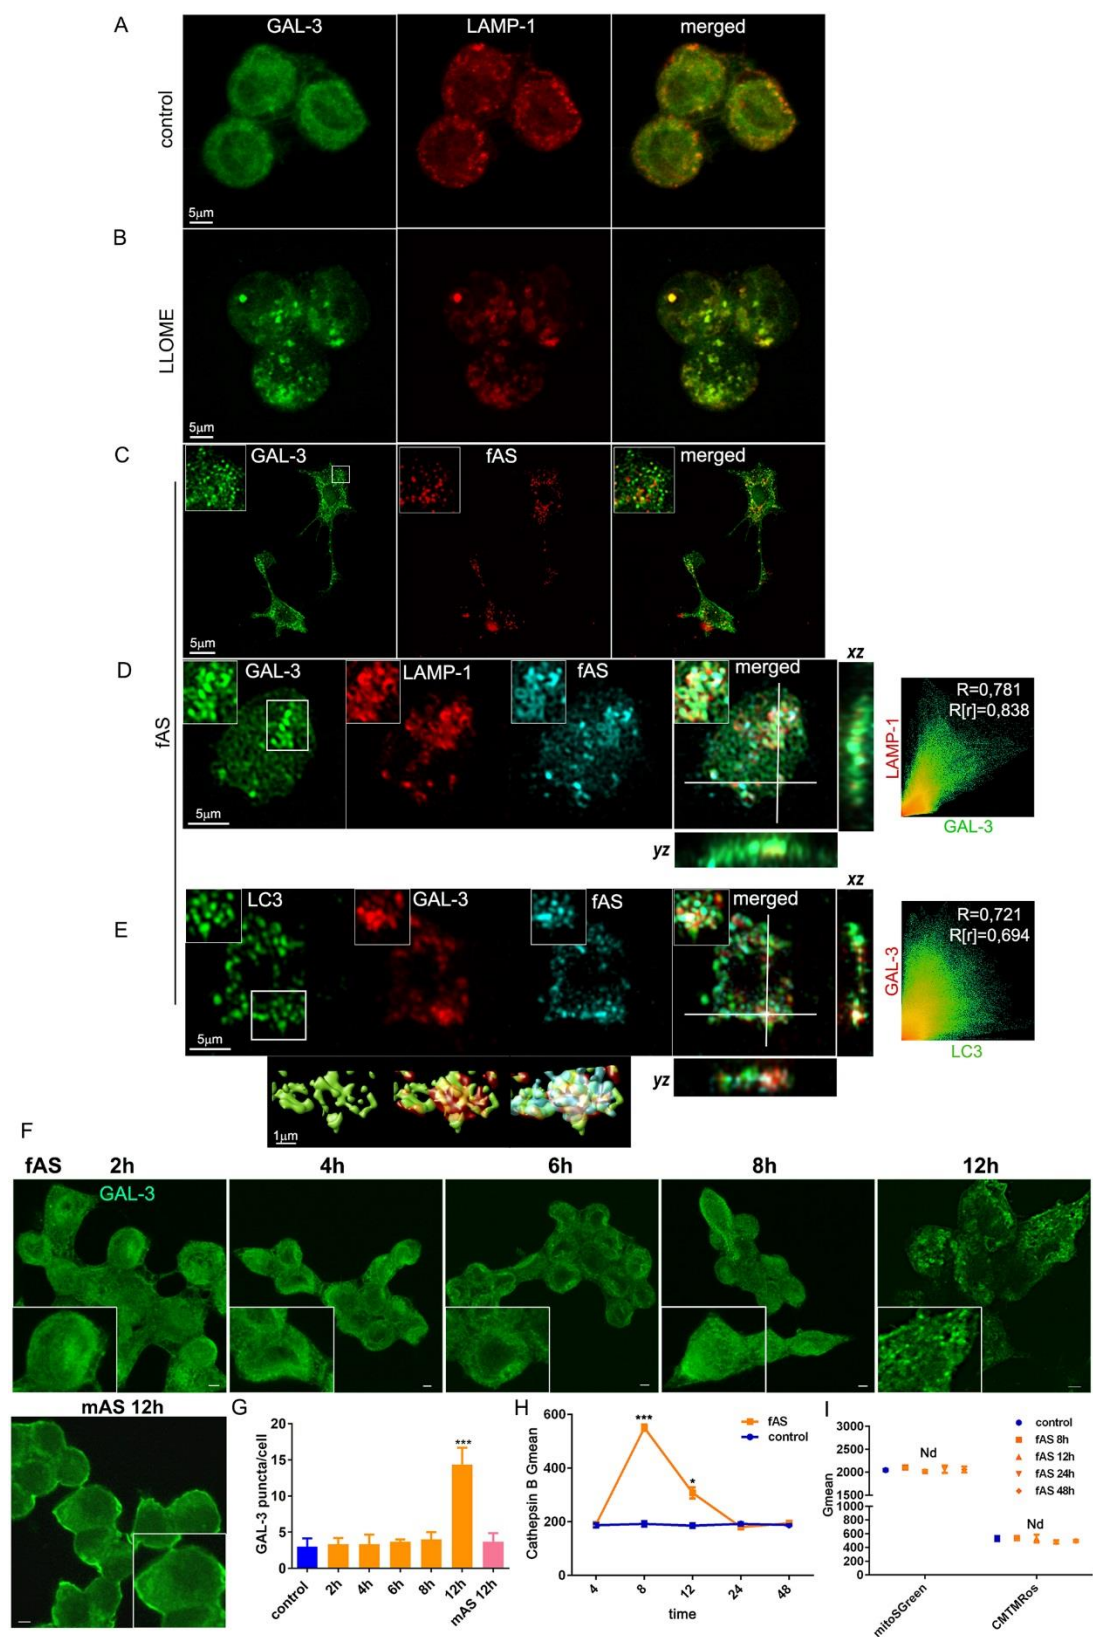 A
GAL-3
LAMP-1
merged
control
5μm
B
LLOME
5μm
C
GAL-3
fAS
merged
5μm
fAS
D
GAL-3
LAMP-1
fAS
merged
xz
5μm
yz
R=0,781
R[r]=0,838
LAMP-1
GAL-3
E
LC3
GAL-3
fAS
merged
xz
5μm
yz
R=0,721
R[r]=0,694
GAL-3
LC3
1μm
F
fAS 2h 4h 6h 8h 12h
GAL-3
mAS 12h
G
GAL-3 puncta/cell
20
15
10
5
0
***
control 2h 4h 6h 8h 12h mAS 12h
H
Cathepsin B Gmean
600
400
200
0
***
*
fAS
control
4 8 12 24 48
time
I
Gmean
3000
2500
2000
1500
1000
800
600
400
200
0
Nd
Nd
control
fAS 8h
fAS 12h
fAS 24h
fAS 48h
mitoSGreen
CMTMRos